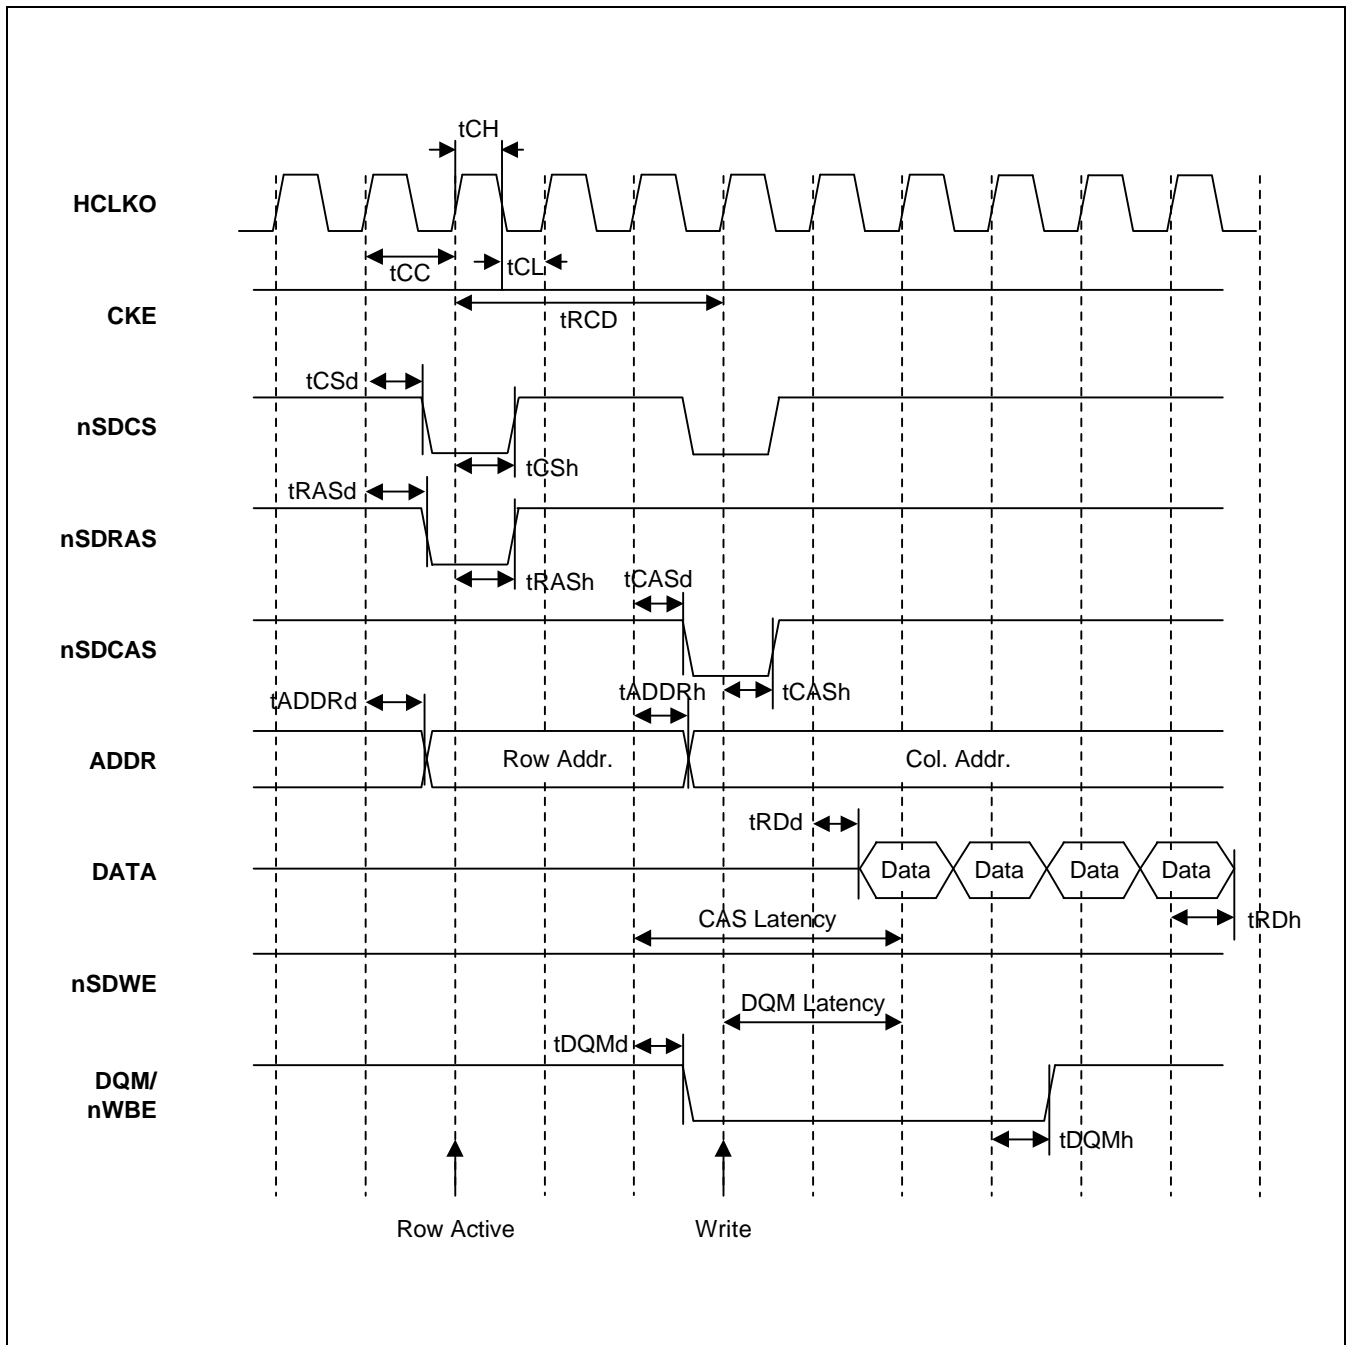 tCH
HCLKO
tCC
tCL
CKE
tRCD
tCSd
nSDCS
tCSh
tRASd
nSDRAS
tRASh
tCASd
nSDCAS
tADDRd
tADDRh
tCASh
ADDR
Row Addr.
Col. Addr.
tRDd
DATA
Data
Data
Data
Data
CAS Latency
tRDh
nSDWE
DQM Latency
tDQMd
DQM/
nWBE
tDQMh
Row Active
Write